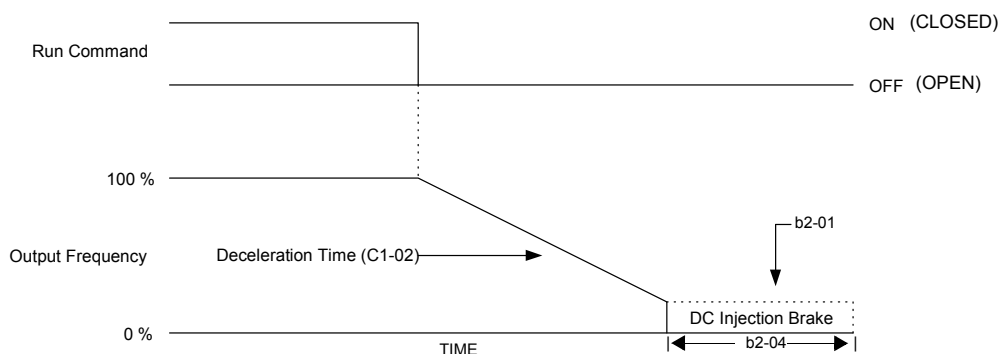 ON (CLOSED)
Run Command
OFF (OPEN)
100 %
b2-01
Output Frequency
Deceleration Time (C1-02)
DC Injection Brake
0 %
b2-04
TIME